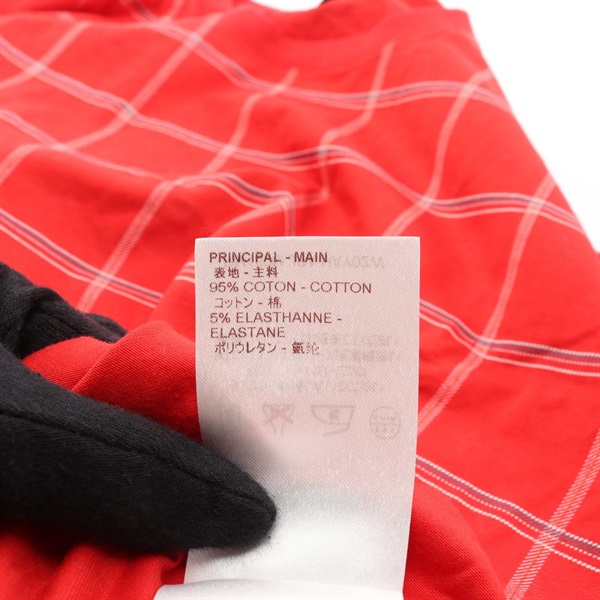 PRINCIPAL - MAIN
表地 - 主料
95% COTON - COTTON
コットン - 棉
5% ELASTHANNE -
ELASTANE
ポリウレタン - 氨纶